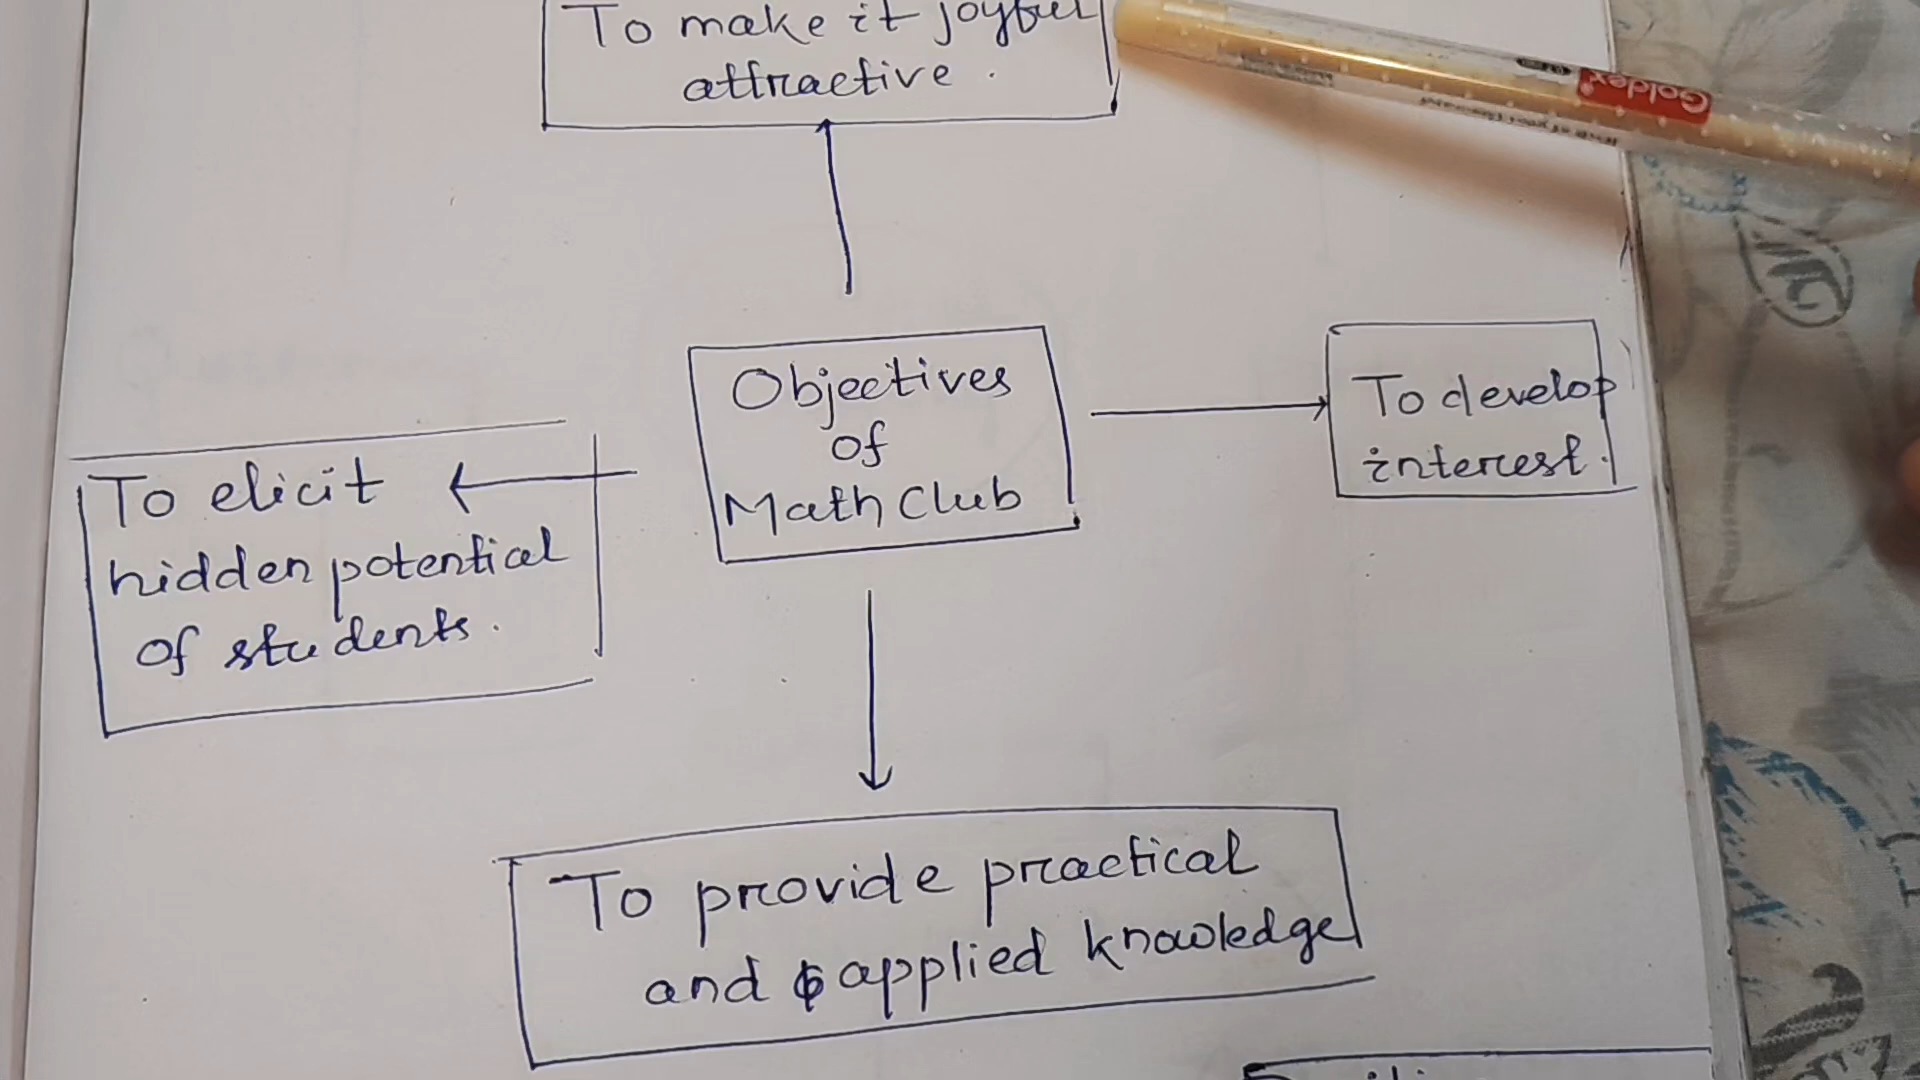 To make it joyful
attractive.
Objectives
of
Math Club
To develop
interest.
To elicit
hidden potential
of students.
To provide practical
and applied knowledge
Goldex